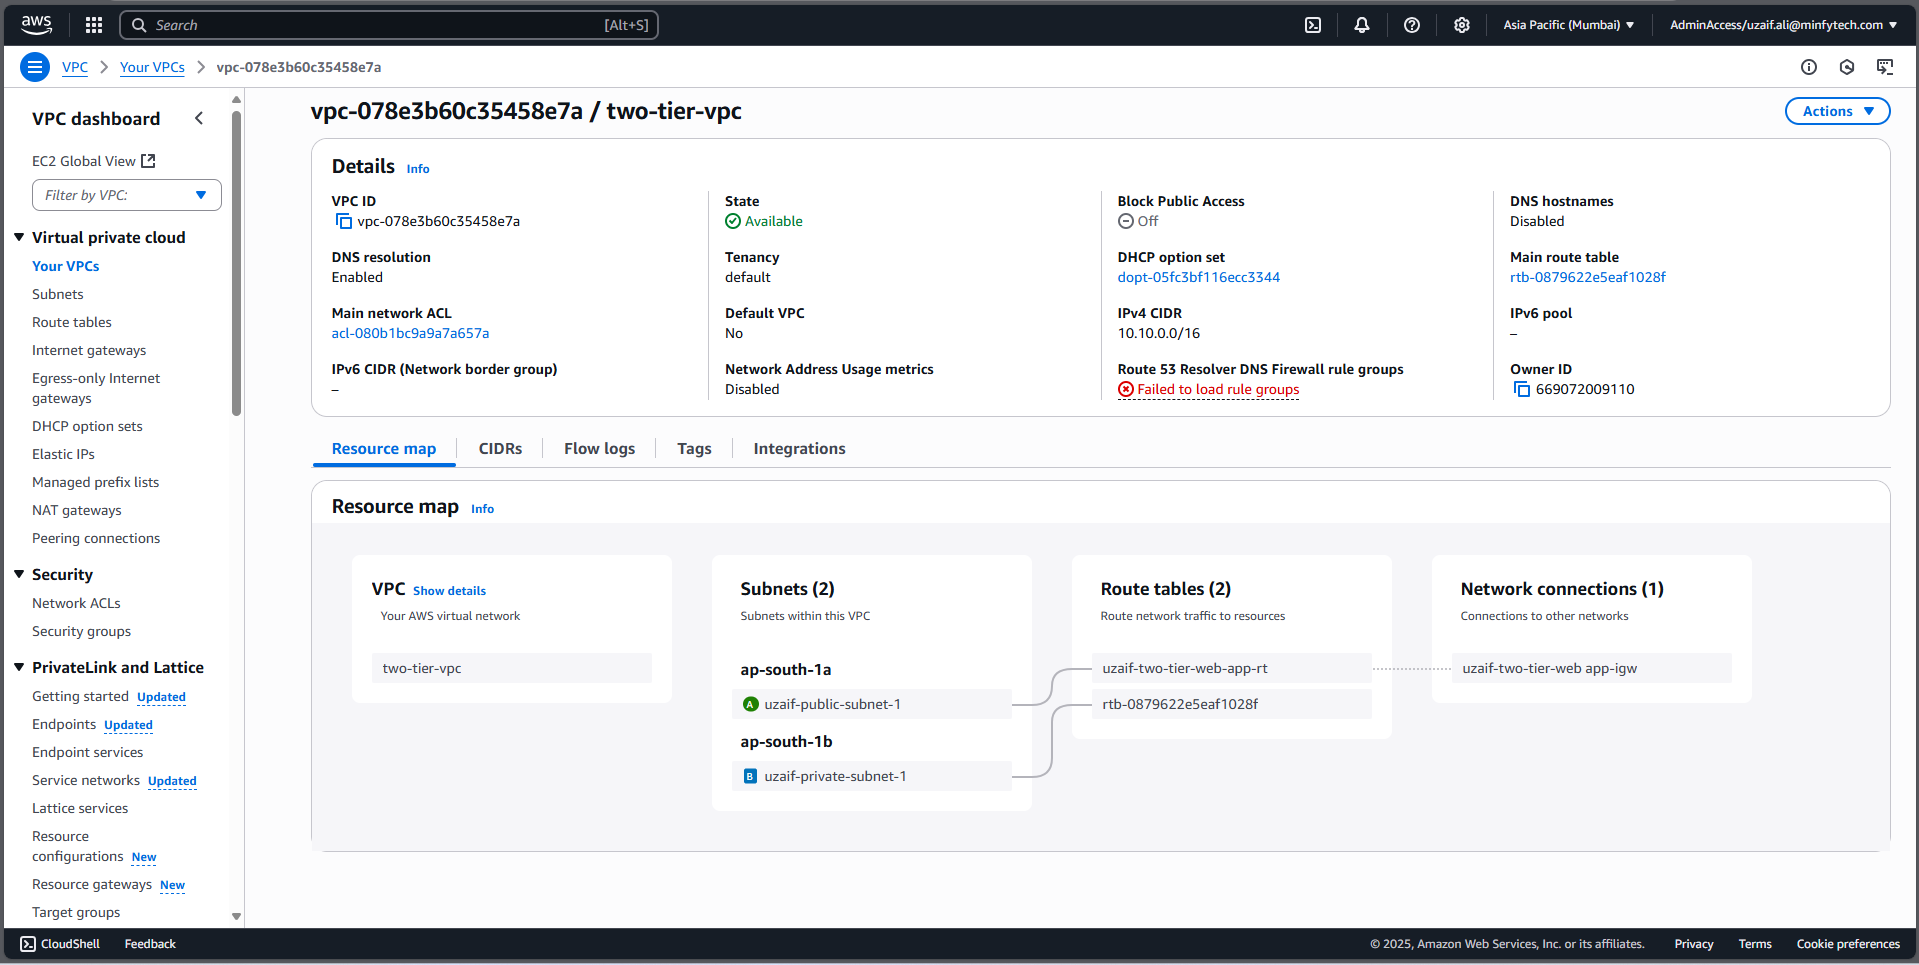 aws
Search [Alt+S]
Asia Pacific (Mumbai)
AdminAccess/uzaif.ali@minfytech.com
VPC
Your VPCs
vpc-078e3b60c35458e7a
VPC dashboard
EC2 Global View
Filter by VPC:
Virtual private cloud
Your VPCs
Subnets
Route tables
Internet gateways
Egress-only Internet
gateways
DHCP option sets
Elastic IPs
Managed prefix lists
NAT gateways
Peering connections
Security
Network ACLs
Security groups
PrivateLink and Lattice
Getting started Updated
Endpoints Updated
Endpoint services
Service networks Updated
Lattice services
Resource
configurations New
Resource gateways New
Target groups
vpc-078e3b60c35458e7a / two-tier-vpc
Actions
Details Info
VPC ID
vpc-078e3b60c35458e7a
State
Available
Block Public Access
Off
DNS hostnames
Disabled
DNS resolution
Enabled
Tenancy
default
DHCP option set
dopt-05fc3bf116ecc3344
Main route table
rtb-0879622e5eaf1028f
Main network ACL
acl-080b1bc9a9a7a657a
Default VPC
No
IPv4 CIDR
10.10.0.0/16
IPv6 pool
–
IPv6 CIDR (Network border group)
–
Network Address Usage metrics
Disabled
Route 53 Resolver DNS Firewall rule groups
Failed to load rule groups
Owner ID
669072009110
Resource map
CIDRs
Flow logs
Tags
Integrations
Resource map Info
VPC Show details
Your AWS virtual network
two-tier-vpc
Subnets (2)
Subnets within this VPC
ap-south-1a
A uzaif-public-subnet-1
ap-south-1b
B uzaif-private-subnet-1
Route tables (2)
Route network traffic to resources
uzaif-two-tier-web-app-rt
rtb-0879622e5eaf1028f
Network connections (1)
Connections to other networks
uzaif-two-tier-web app-igw
CloudShell
Feedback
© 2025, Amazon Web Services, Inc. or its affiliates.
Privacy
Terms
Cookie preferences